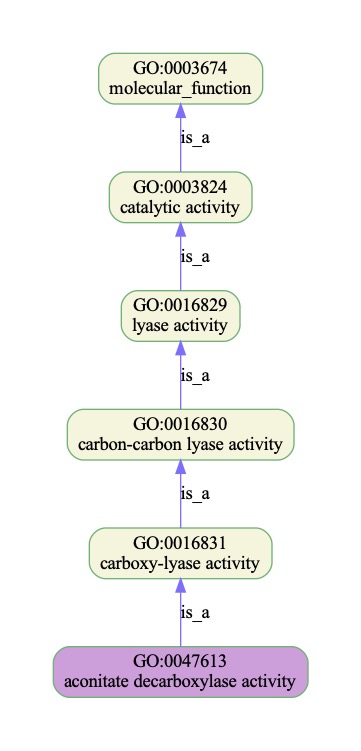 GO:0003674
molecular_function
is_a
GO:0003824
catalytic activity
is_a
GO:0016829
lyase activity
is_a
GO:0016830
carbon-carbon lyase activity
is_a
GO:0016831
carboxy-lyase activity
is_a
GO:0047613
aconitate decarboxylase activity